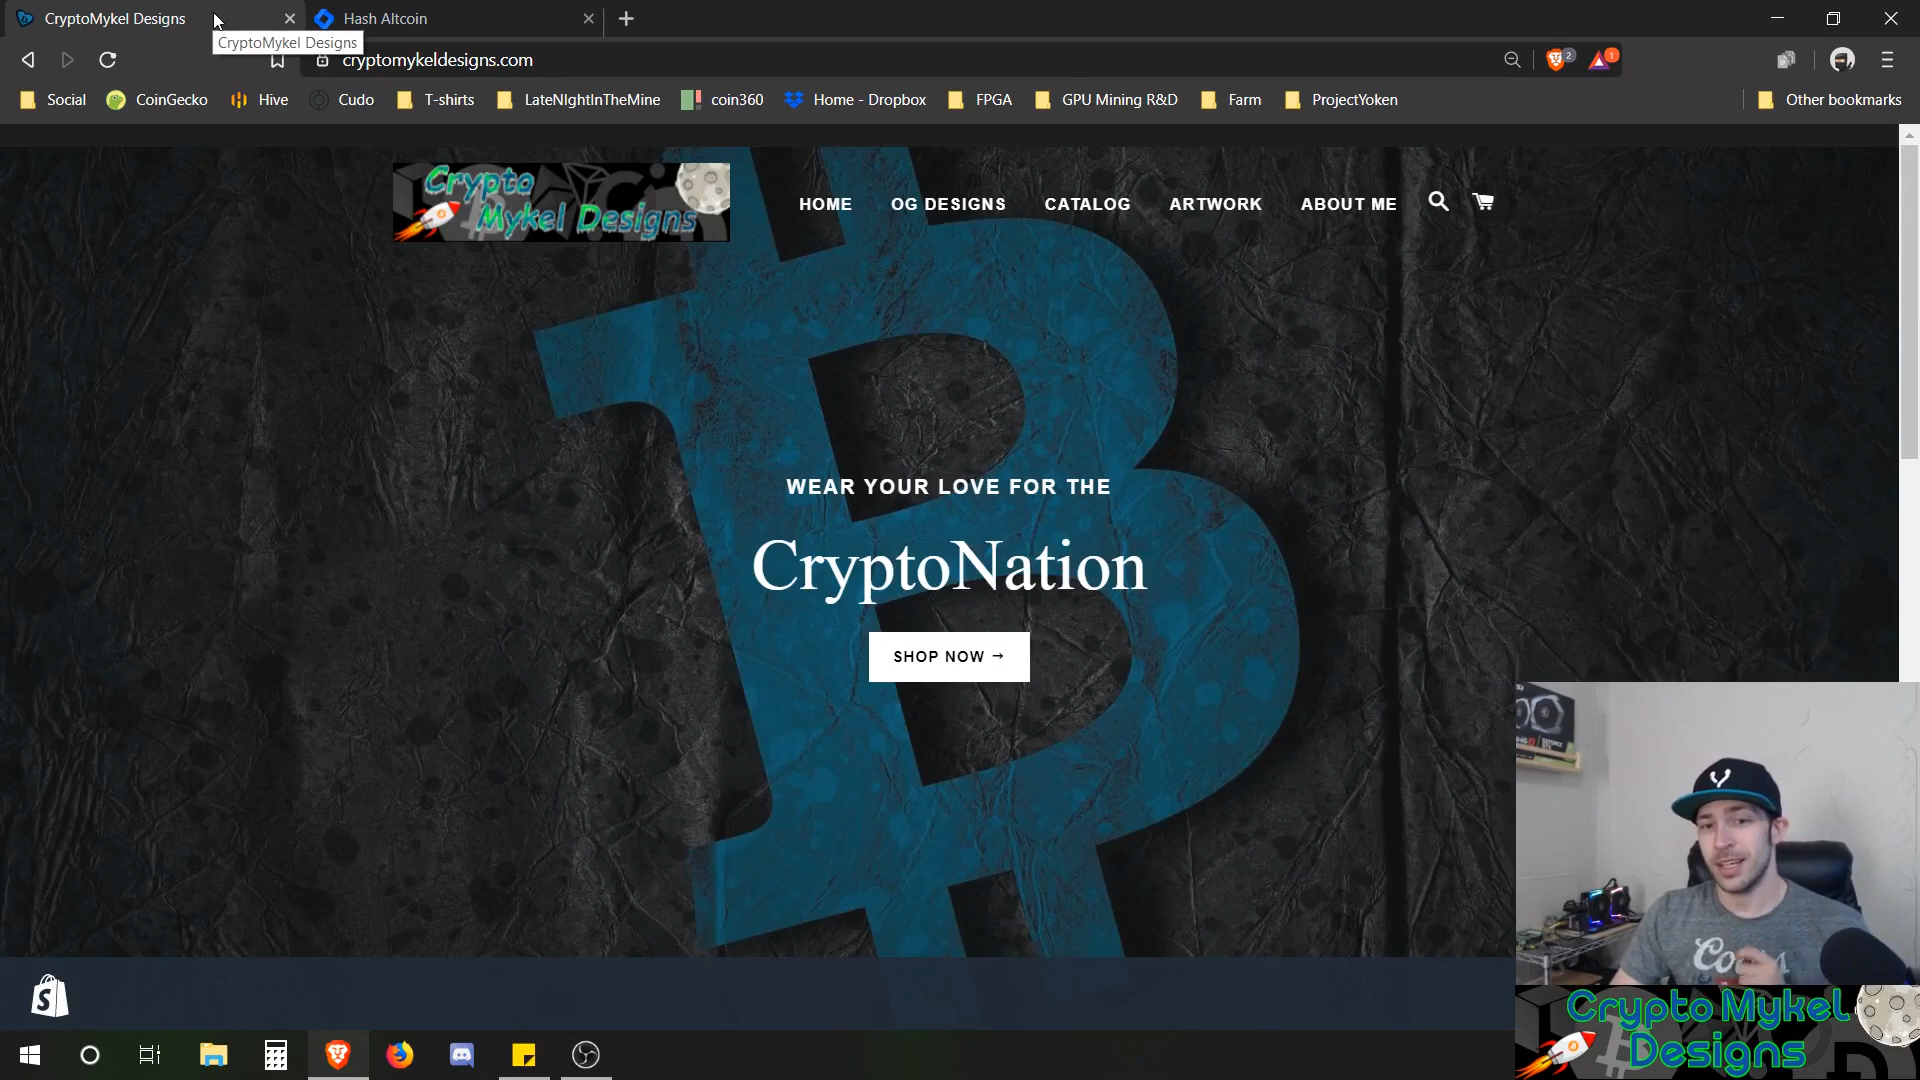 CryptoMykel Designs
Hash Altcoin
CryptoMykel Designs
cryptomykeldesigns.com
2
1
Social
CoinGecko
Hive
Cudo
T-shirts
LateNIghtInTheMine
coin360
Home - Dropbox
FPGA
GPU Mining R&D
Farm
ProjectYoken
Other bookmarks
Crypto
Mykel Designs
HOME
OG DESIGNS
CATALOG
ARTWORK
ABOUT ME
WEAR YOUR LOVE FOR THE
CryptoNation
SHOP NOW →
Crypto Mykel
Designs